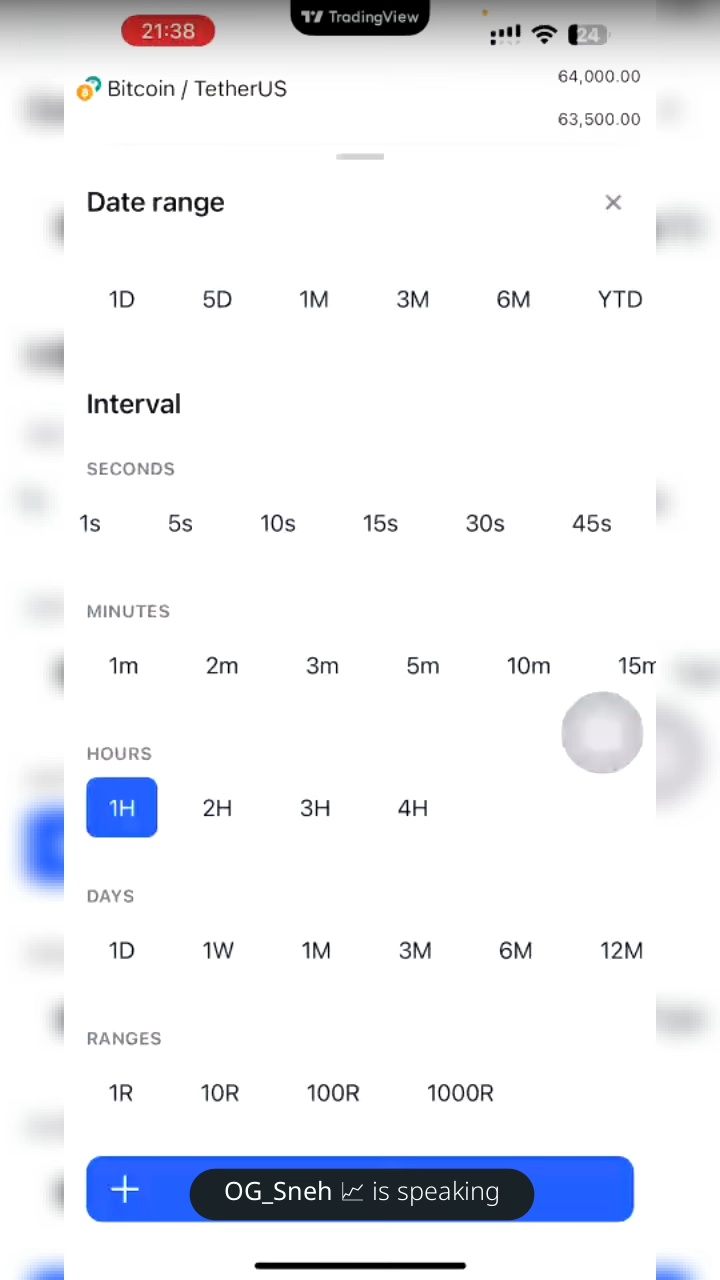 21:38
TradingView
24
Bitcoin / TetherUS
64,000.00
63,500.00
Date range
1D 5D 1M 3M 6M YTD
Interval
SECONDS
1s 5s 10s 15s 30s 45s
MINUTES
1m 2m 3m 5m 10m 15m
HOURS
1H 2H 3H 4H
DAYS
1D 1W 1M 3M 6M 12M
RANGES
1R 10R 100R 1000R
OG_Sneh 📈 is speaking